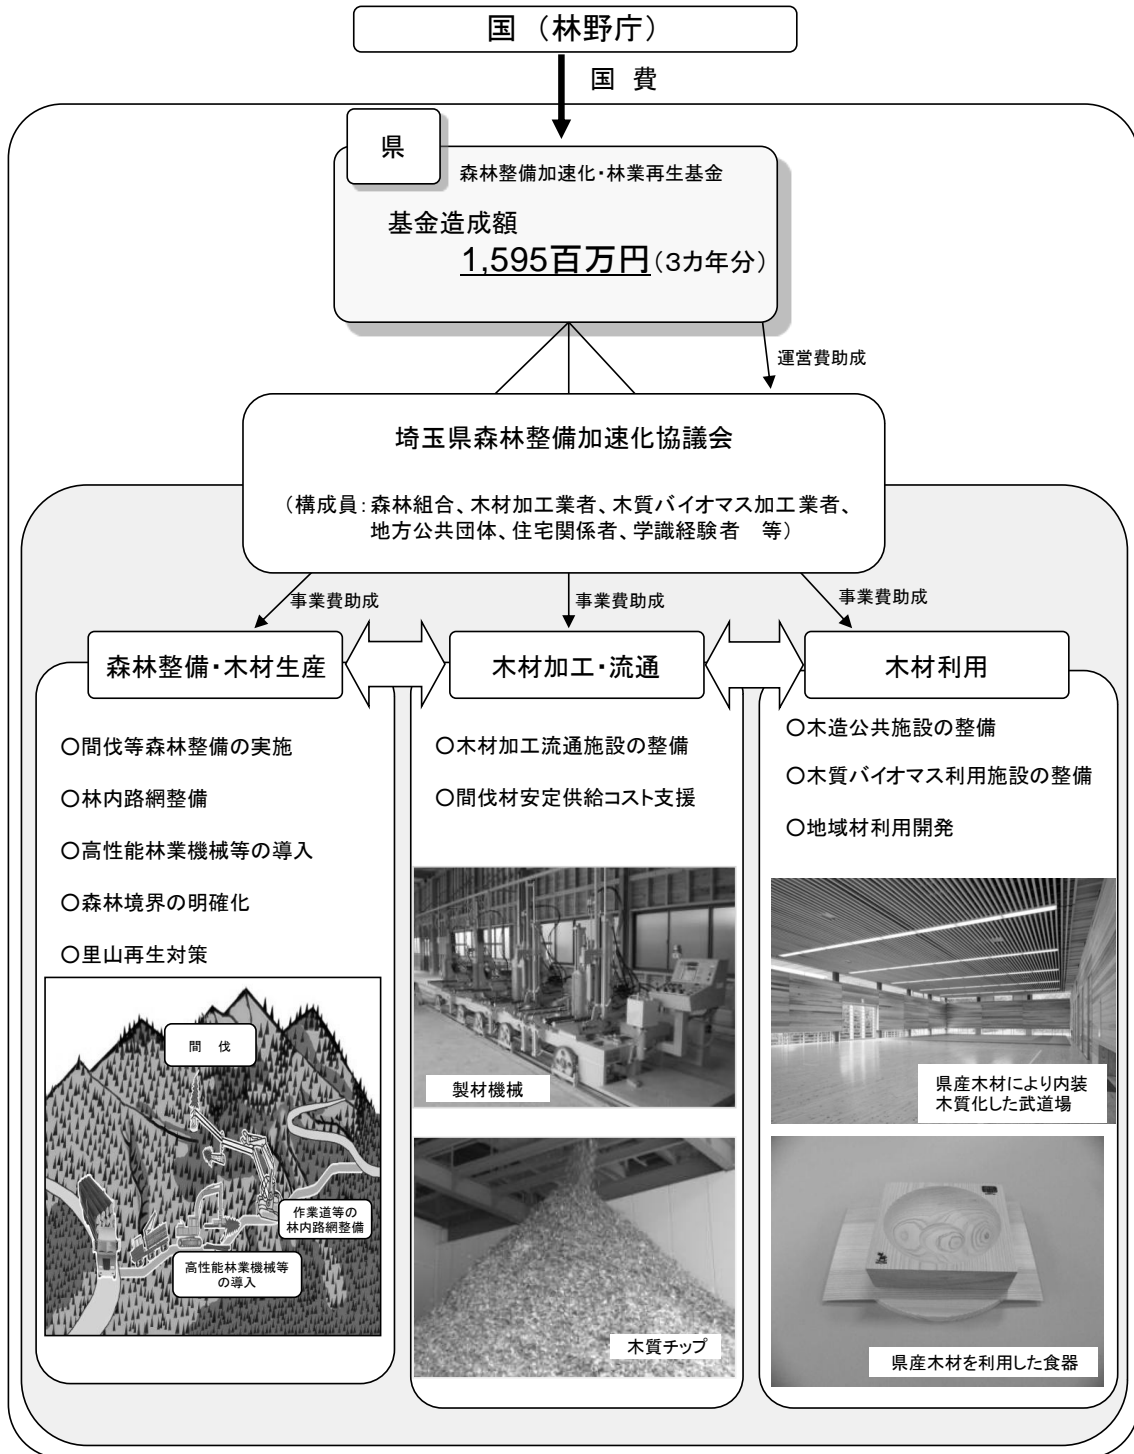 国 （林野庁）
国 費
県
森林整備加速化・林業再生基金
基金造成額
1,595百万円（3カ年分）
運営費助成
埼玉県森林整備加速化協議会
（構成員：森林組合、木材加工業者、木質バイオマス加工業者、
地方公共団体、住宅関係者、学識経験者　等）
事業費助成
事業費助成
事業費助成
森林整備・木材生産
○間伐等森林整備の実施
○林内路網整備
○高性能林業機械等の導入
○森林境界の明確化
○里山再生対策
間 伐
作業道等の
林内路網整備
高性能林業機械等
の導入
木材加工・流通
○木材加工流通施設の整備
○間伐材安定供給コスト支援
製材機械
木質チップ
木材利用
○木造公共施設の整備
○木質バイオマス利用施設の整備
○地域材利用開発
県産木材により内装
木質化した武道場
県産木材を利用した食器